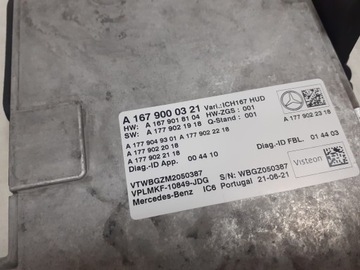 A 167 900 03 21 Vari.: ICH167 HUD
HW: A 167 901 81 04 HW-ZGS : 001
SW: A 177 902 19 18 Q-Stand : 001
A 177 904 93 01 A 177 902 22 18
A 177 902 23 18
A 177 902 20 18
A 177 902 21 18
Diag.-ID App. 00 44 10
Diag.-ID FBL. 01 44 03
VTWBGZM2050387
S/N: WBGZ050387
VPLMKF-10849-JDG
Mercedes-Benz IC6 Portugal 21-06-21
Visteon